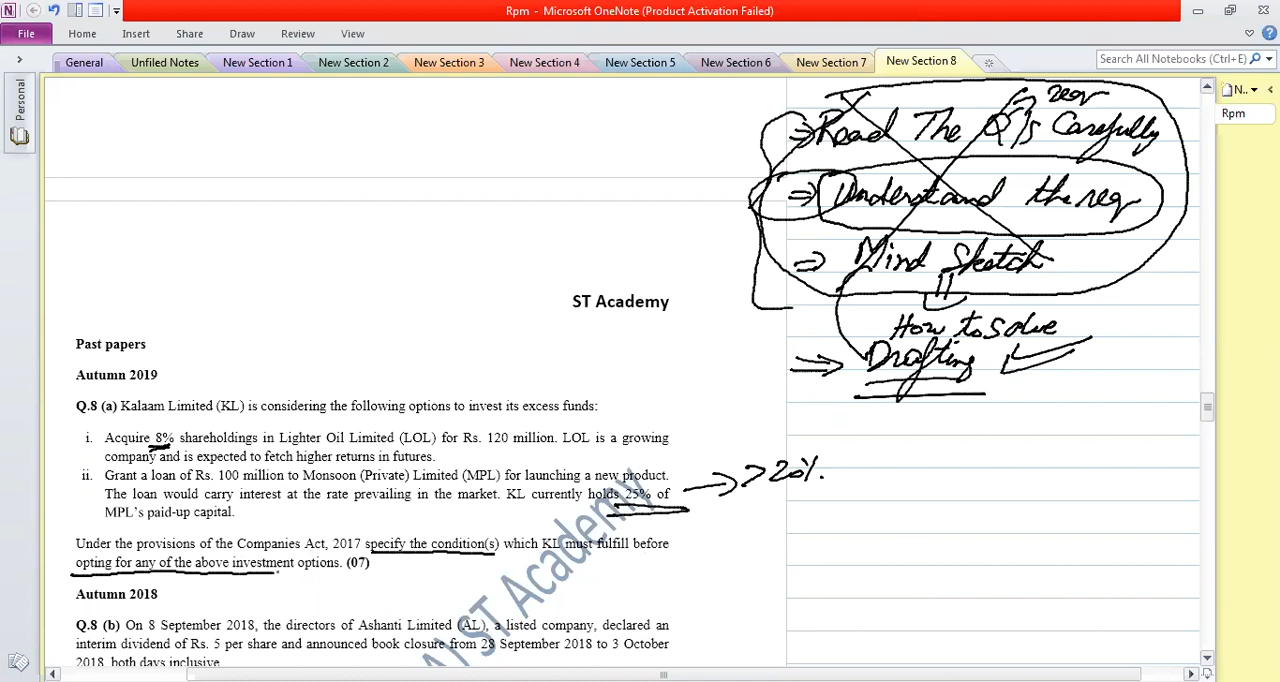 Rpm - Microsoft OneNote (Product Activation Failed)
File Home Insert Share Draw Review View
General Unfiled Notes New Section 1 New Section 2 New Section 3 New Section 4 New Section 5 New Section 6 New Section 7 New Section 8
Search All Notebooks (Ctrl+E)
Personal
N..
Rpm
req
Read The Q's Carefully
Understand the req
Mind Sketch
How to solve
Drafting
ST Academy
Past papers
Autumn 2019
Q.8 (a) Kalaam Limited (KL) is considering the following options to invest its excess funds:
i. Acquire 8% shareholdings in Lighter Oil Limited (LOL) for Rs. 120 million. LOL is a growing
company and is expected to fetch higher returns in futures.
ii. Grant a loan of Rs. 100 million to Monsoon (Private) Limited (MPL) for launching a new product.
The loan would carry interest at the rate prevailing in the market. KL currently holds 25% of
MPL's paid-up capital.
>20%.
Under the provisions of the Companies Act, 2017 specify the condition(s) which KL must fulfill before
opting for any of the above investment options. (07)
Autumn 2018
Q.8 (b) On 8 September 2018, the directors of Ashanti Limited (AL), a listed company, declared an
interim dividend of Rs. 5 per share and announced book closure from 28 September 2018 to 3 October
2018, both days inclusive.
ST Academy